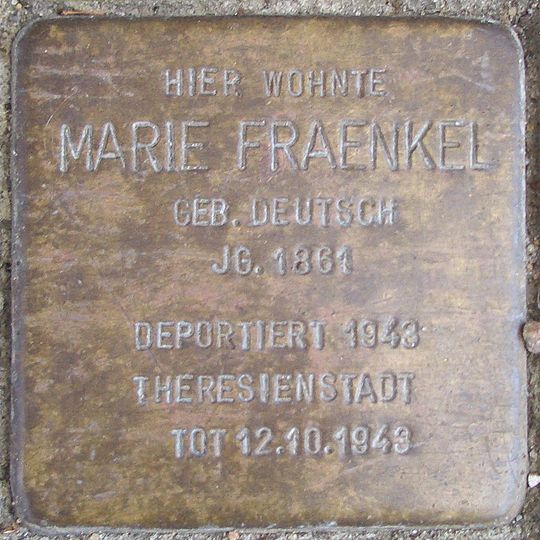 HIER WOHNTE
MARIE FRAENKEL
GEB. DEUTSCH
JG. 1861
DEPORTIERT 1943
THERESIENSTADT
TOT 12.10.1943